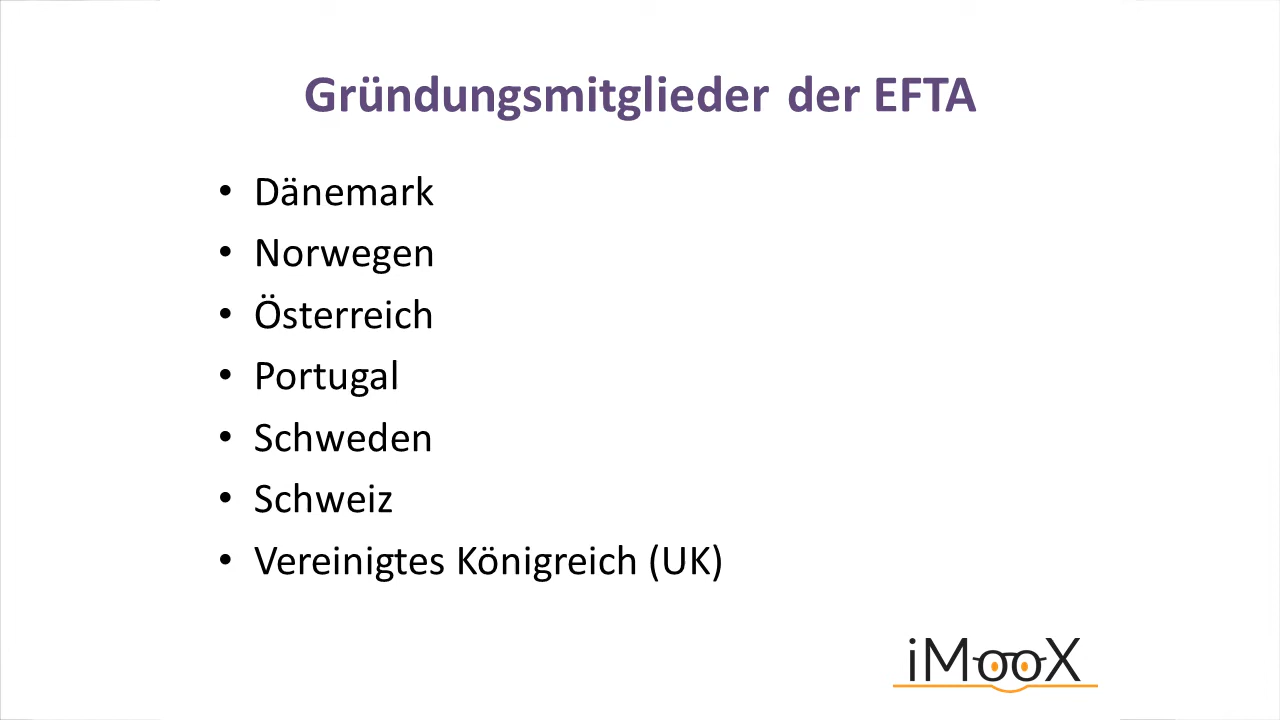 Gründungsmitglieder der EFTA
• Dänemark
• Norwegen
• Österreich
• Portugal
• Schweden
• Schweiz
• Vereinigtes Königreich (UK)
iMooX